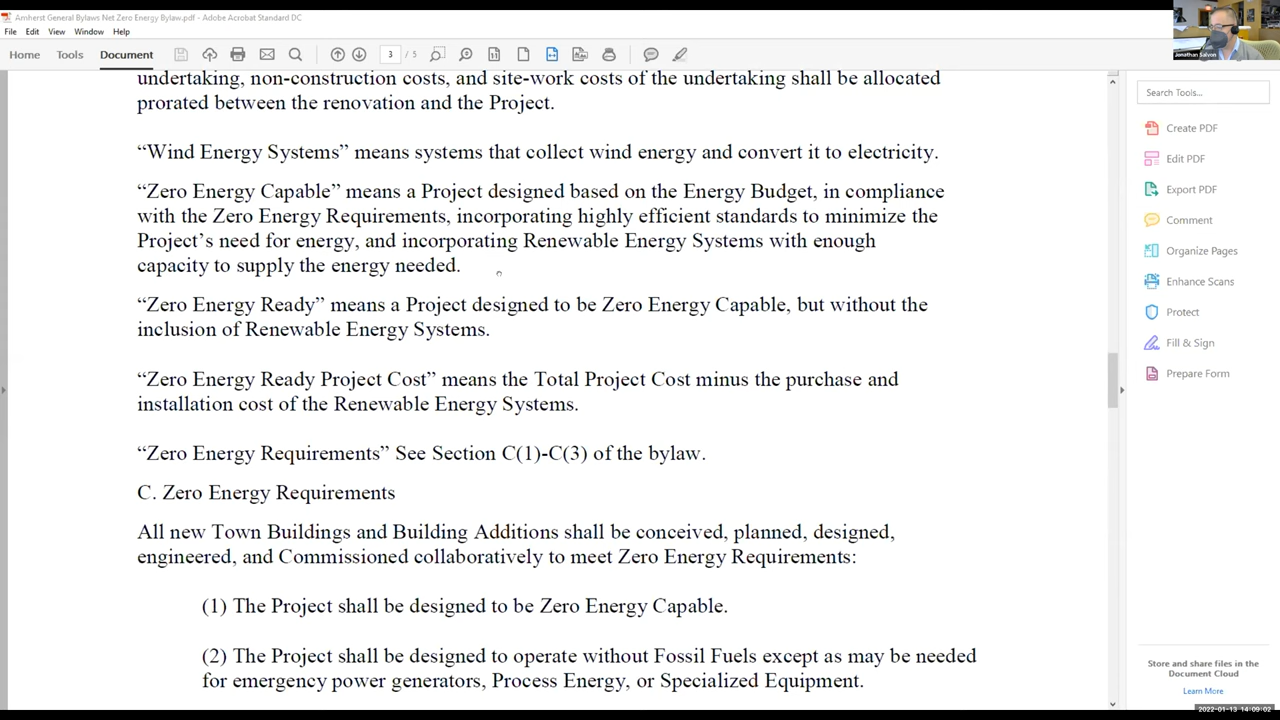 Amherst General Bylaws Net Zero Energy Bylaw.pdf - Adobe Acrobat Standard DC
File Edit View Window Help
Home Tools Document 3 / 5
undertaking, non-construction costs, and site-work costs of the undertaking shall be allocated
prorated between the renovation and the Project.
“Wind Energy Systems” means systems that collect wind energy and convert it to electricity.
“Zero Energy Capable” means a Project designed based on the Energy Budget, in compliance
with the Zero Energy Requirements, incorporating highly efficient standards to minimize the
Project’s need for energy, and incorporating Renewable Energy Systems with enough
capacity to supply the energy needed.
“Zero Energy Ready” means a Project designed to be Zero Energy Capable, but without the
inclusion of Renewable Energy Systems.
“Zero Energy Ready Project Cost” means the Total Project Cost minus the purchase and
installation cost of the Renewable Energy Systems.
“Zero Energy Requirements” See Section C(1)-C(3) of the bylaw.
C. Zero Energy Requirements
All new Town Buildings and Building Additions shall be conceived, planned, designed,
engineered, and Commissioned collaboratively to meet Zero Energy Requirements:
(1) The Project shall be designed to be Zero Energy Capable.
(2) The Project shall be designed to operate without Fossil Fuels except as may be needed
for emergency power generators, Process Energy, or Specialized Equipment.
Jonathan Salvon
Search Tools...
Create PDF
Edit PDF
Export PDF
Comment
Organize Pages
Enhance Scans
Protect
Fill & Sign
Prepare Form
Store and share files in the
Document Cloud
Learn More
2022-01-13 14:09:02